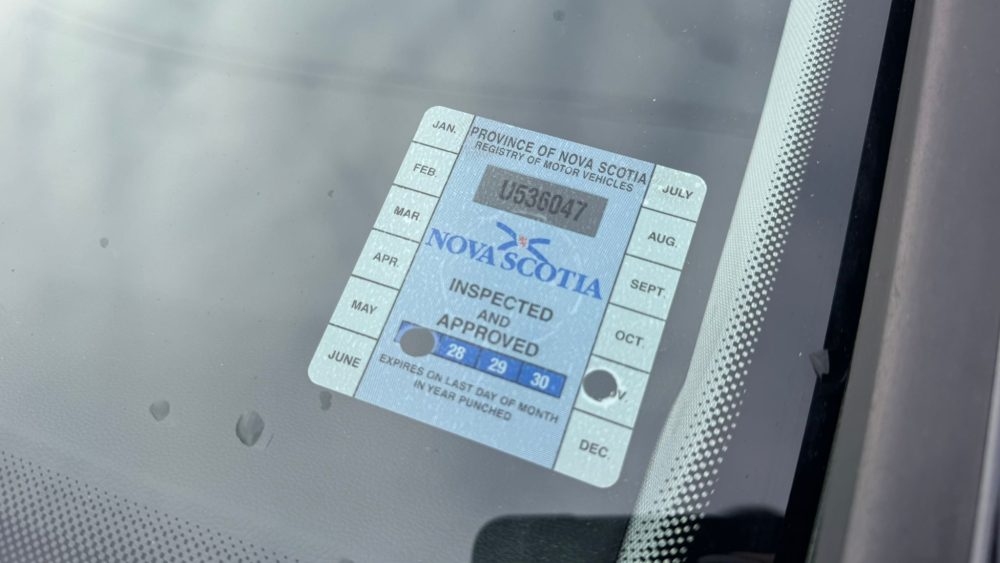 PROVINCE OF NOVA SCOTIA
REGISTRY OF MOTOR VEHICLES
U536047
NOVA SCOTIA
INSPECTED
AND
APPROVED
28 29 30
EXPIRES ON LAST DAY OF MONTH
IN YEAR PUNCHED
JAN.
FEB.
MAR
APR.
MAY
JUNE
JULY
AUG.
SEPT.
OCT.
V.
DEC.